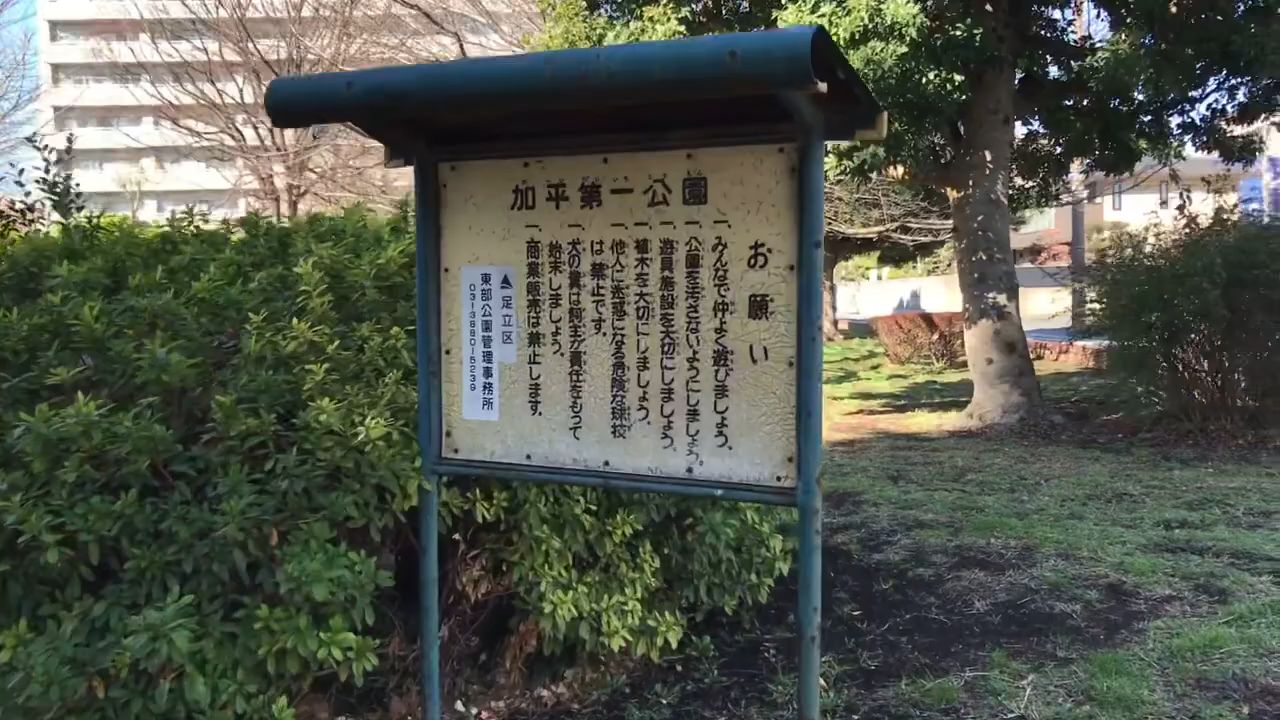 加平第一公園
お願い
一、みんなで仲よく遊びましょう。
一、公園を汚さないようにしましょう。
一、遊具施設を大切にしましょう。
一、植木を大切にしましょう。
一、他人に迷惑になる危険な球技
は禁止です。
一、犬の糞は飼主が責任をもって
始末しましょう。
一、商業販売は禁止します。
足立区
東部公園管理事務所
03(3880)5239